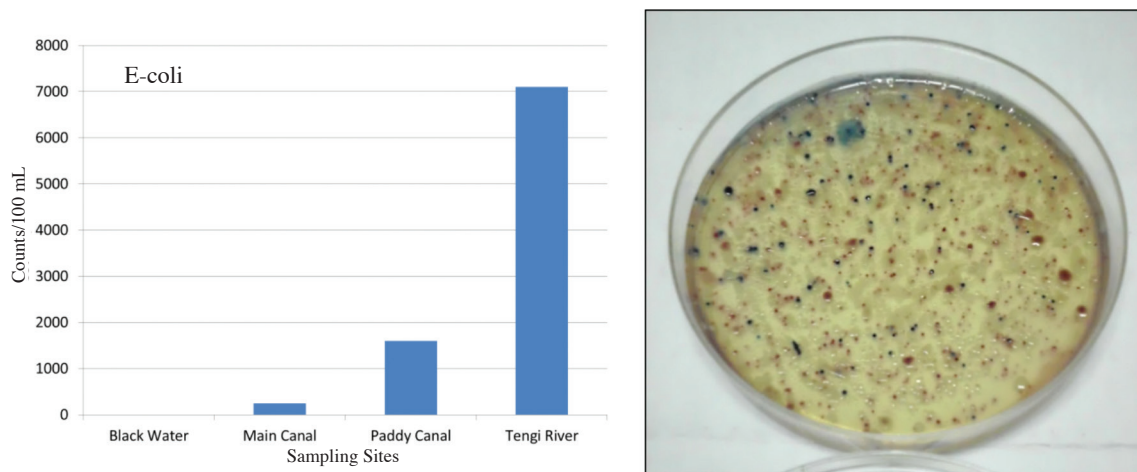 8000
E-coli
7000
6000
5000
4000
3000
2000
1000
0
Counts/100 mL
Black Water Main Canal Paddy Canal Tengi River
Sampling Sites